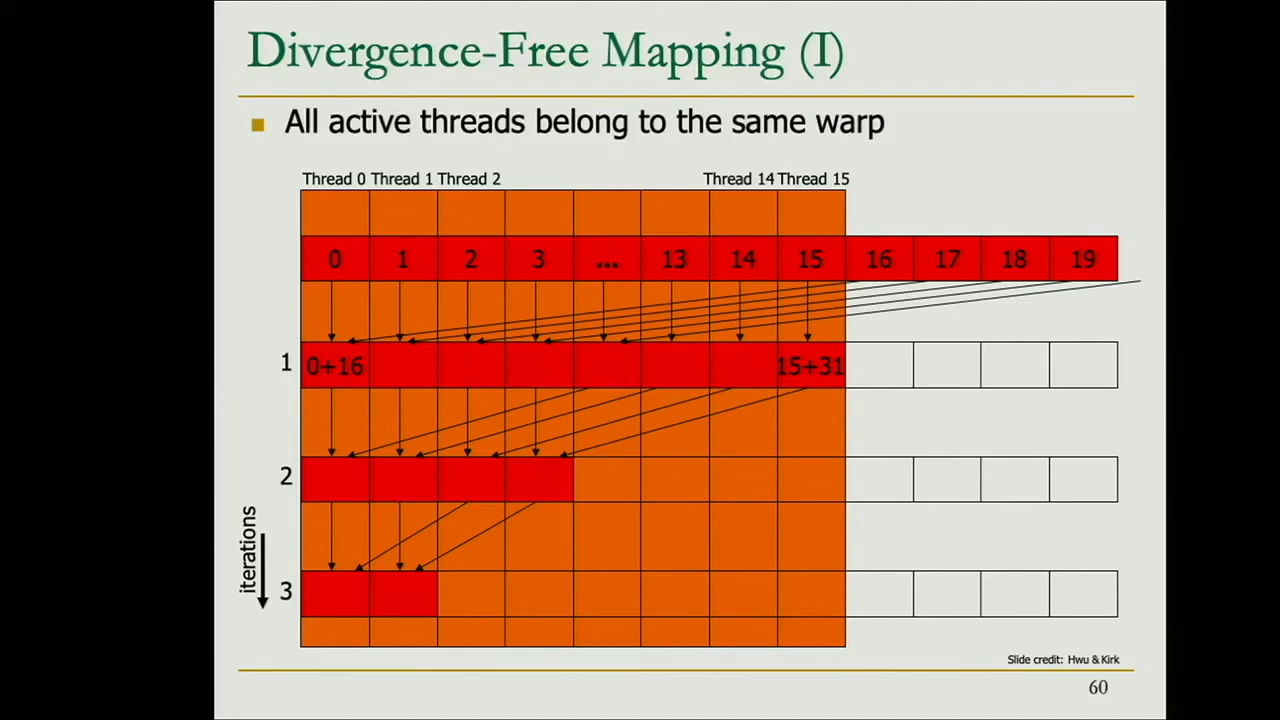 Divergence-Free Mapping (I)
All active threads belong to the same warp
Thread 0 Thread 1 Thread 2 Thread 14 Thread 15
0 1 2 3 ... 13 14 15 16 17 18 19
1 0+16 15+31
2
iterations
3
Slide credit: Hwu & Kirk
60